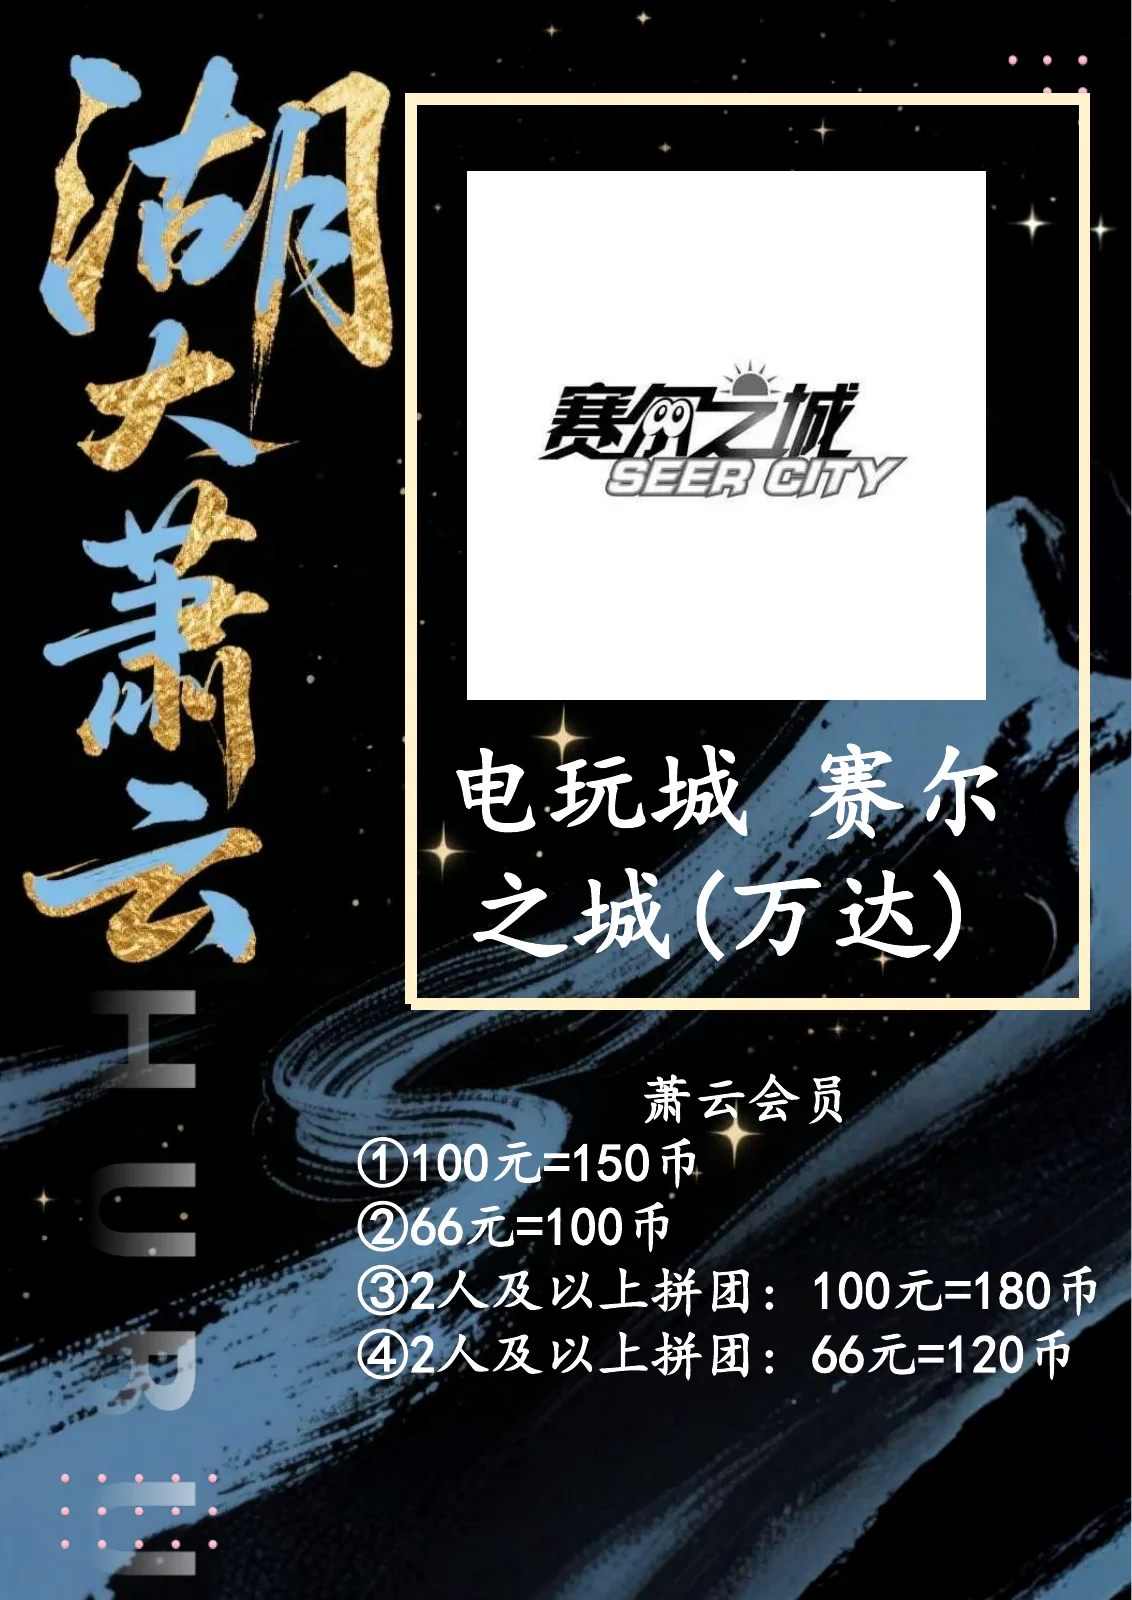 湖大萧云
HUBU
赛尔之城
SEER CITY
电玩城 赛尔
之城(万达)
萧云会员
①100元=150币
②66元=100币
③2人及以上拼团：100元=180币
④2人及以上拼团：66元=120币